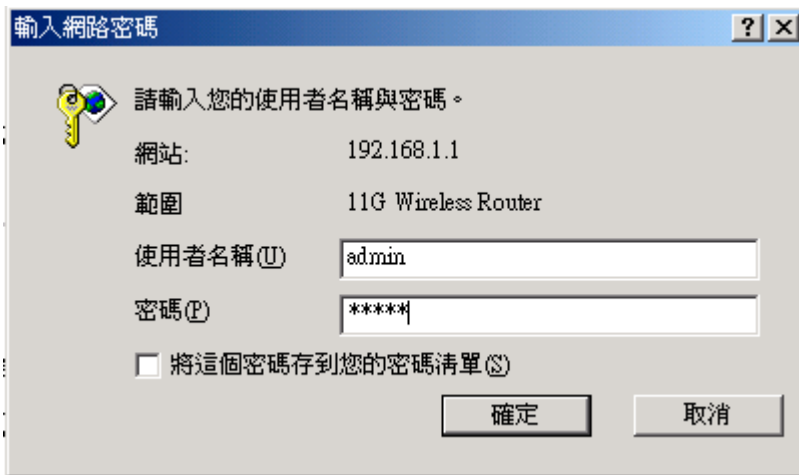 輸入網路密碼
請輸入您的使用者名稱與密碼。
網站: 192.168.1.1
範圍 11G Wireless Router
使用者名稱(U) admin
密碼(P) *****
將這個密碼存到您的密碼清單(S)
確定 取消